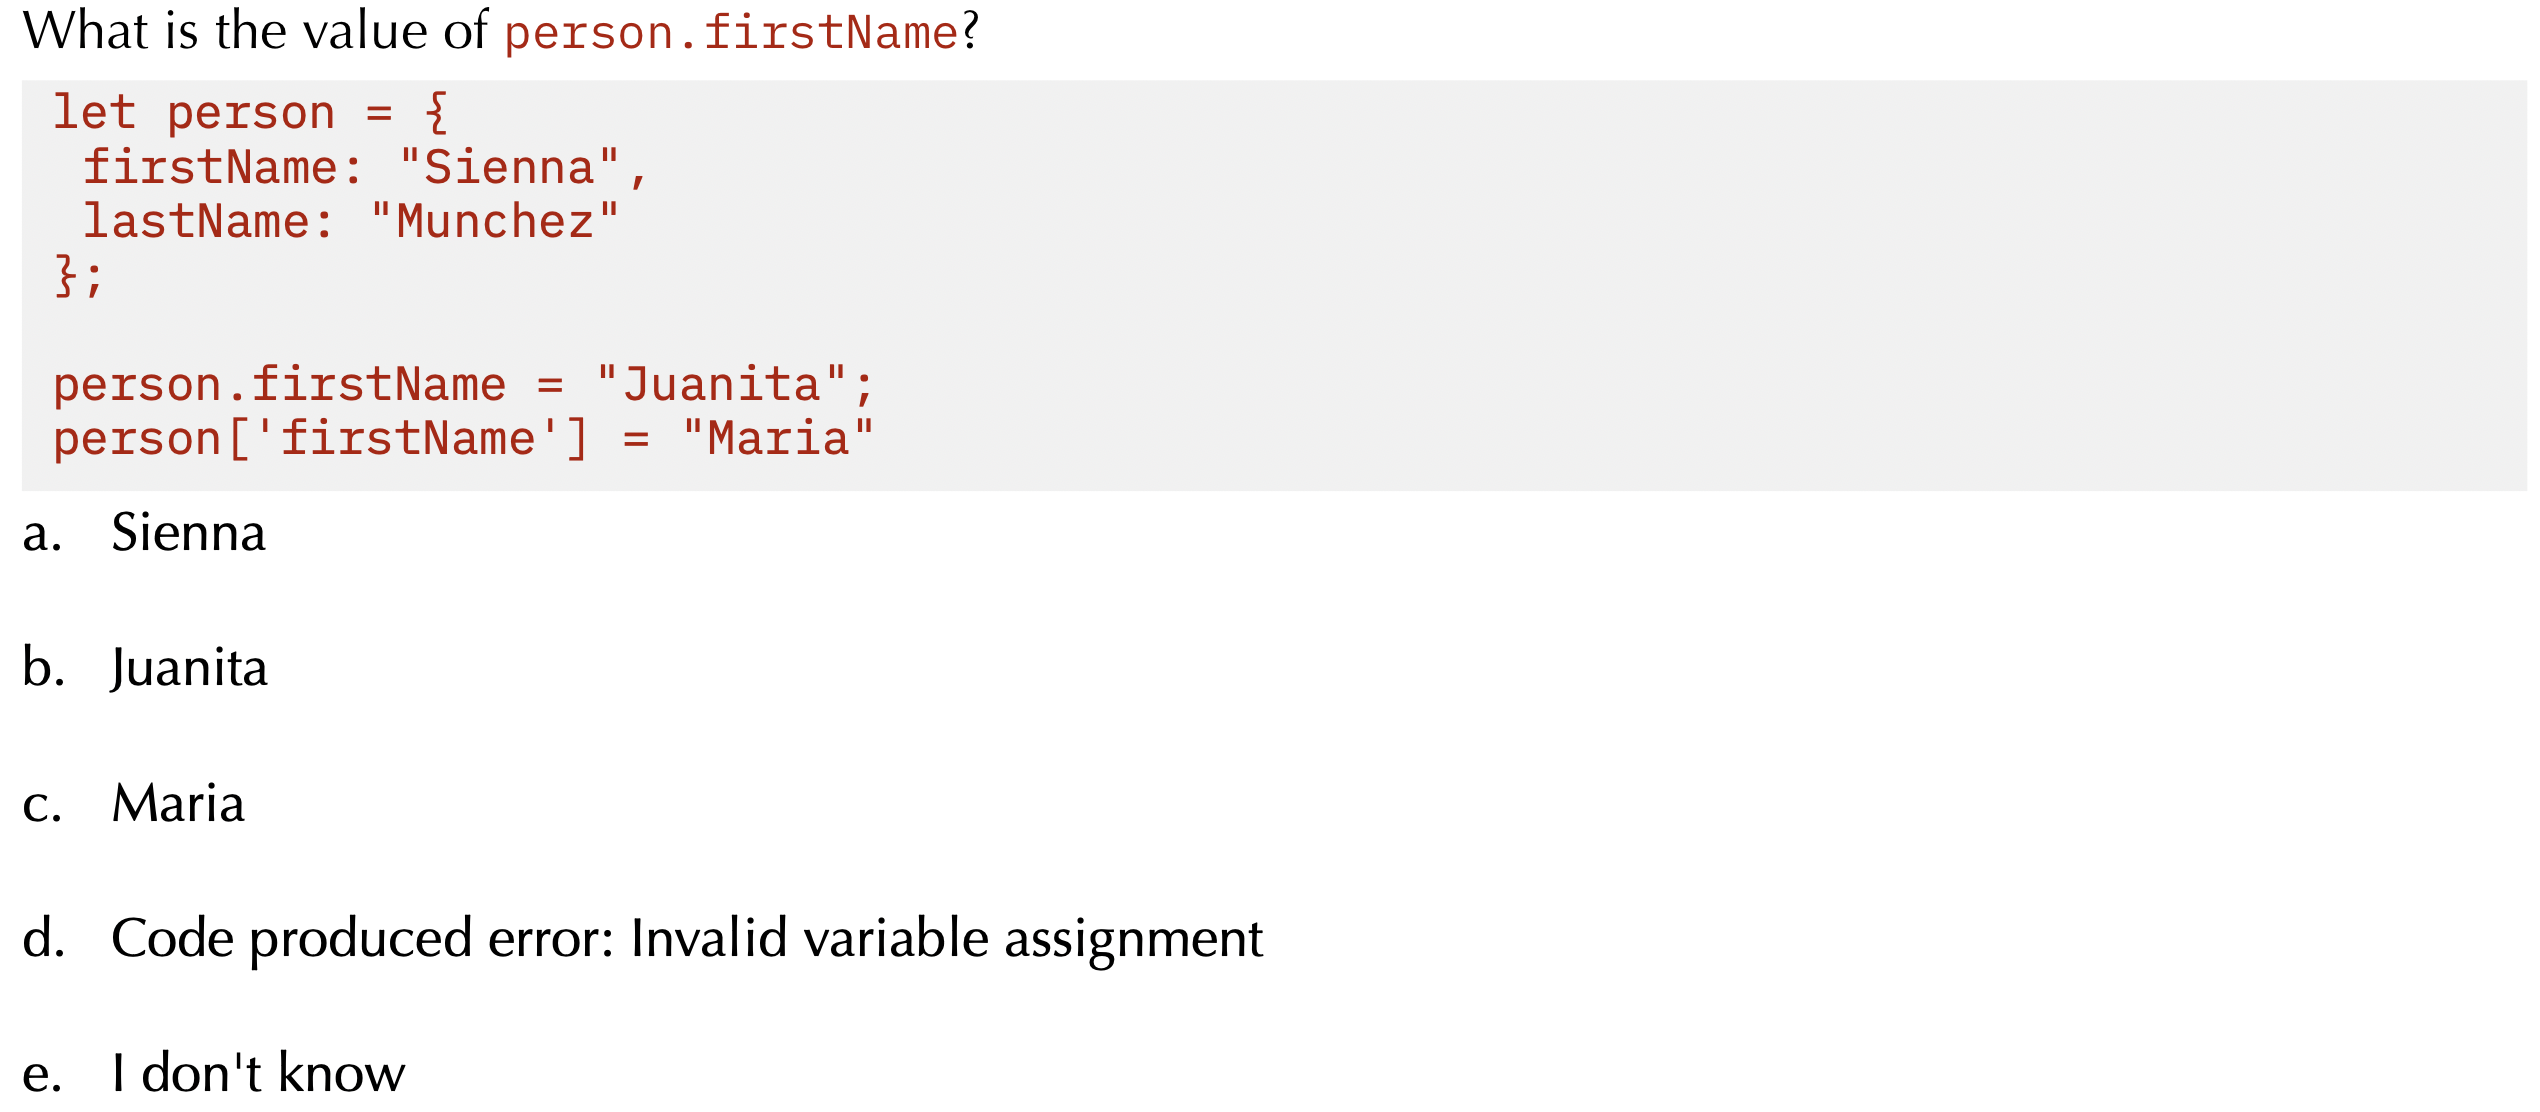 What is the value of person.firstName?
let person = {
 firstName: "Sienna",
 lastName: "Munchez"
};
person.firstName = "Juanita";
person['firstName'] = "Maria"
a. Sienna
b. Juanita
c. Maria
d. Code produced error: Invalid variable assignment
e. I don't know